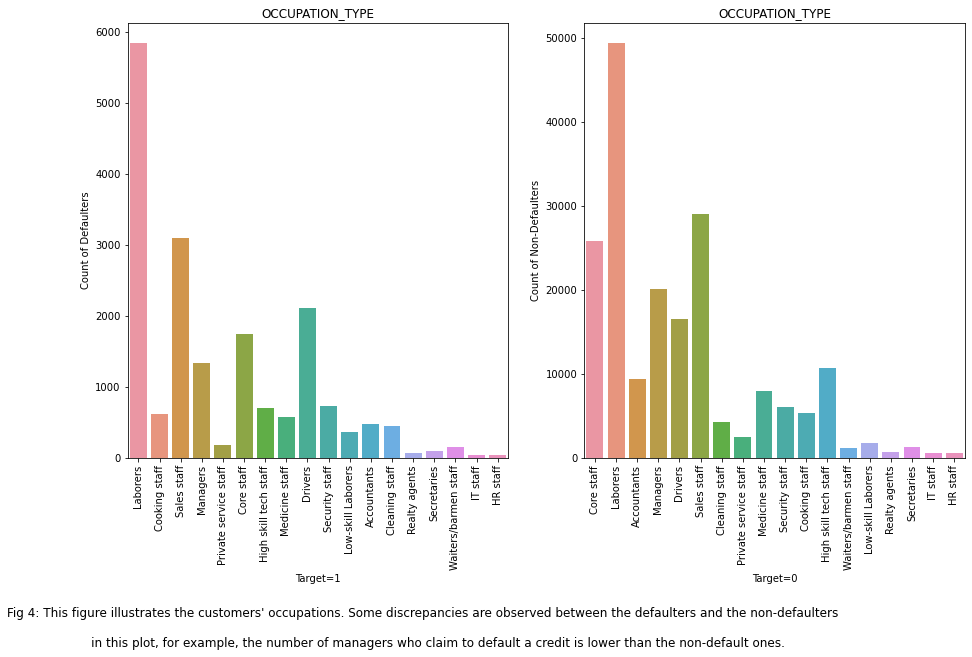 OCCUPATION_TYPE
6000
5000
4000
3000
2000
1000
0
Count of Defaulters
Laborers
Cooking staff
Sales staff
Managers
Private service staff
Core staff
High skill tech staff
Medicine staff
Drivers
Security staff
Low-skill Laborers
Accountants
Cleaning staff
Realty agents
Secretaries
Waiters/barmen staff
IT staff
HR staff
Target=1
OCCUPATION_TYPE
50000
40000
30000
20000
10000
0
Count of Non-Defaulters
Core staff
Laborers
Accountants
Managers
Drivers
Sales staff
Cleaning staff
Private service staff
Medicine staff
Security staff
Cooking staff
High skill tech staff
Waiters/barmen staff
Low-skill Laborers
Realty agents
Secretaries
IT staff
HR staff
Target=0
Fig 4: This figure illustrates the customers' occupations. Some discrepancies are observed between the defaulters and the non-defaulters
in this plot, for example, the number of managers who claim to default a credit is lower than the non-default ones.